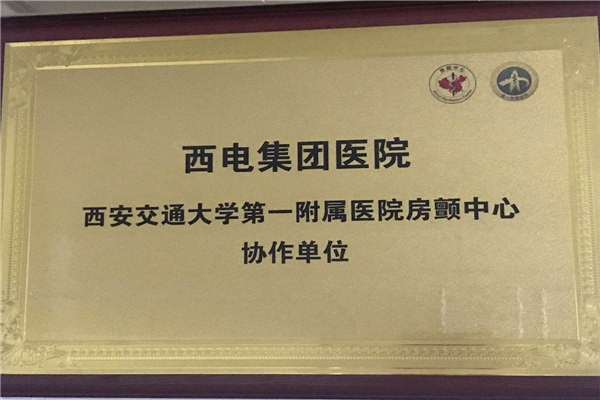 西电集团医院
西安交通大学第一附属医院房颤中心
协作单位